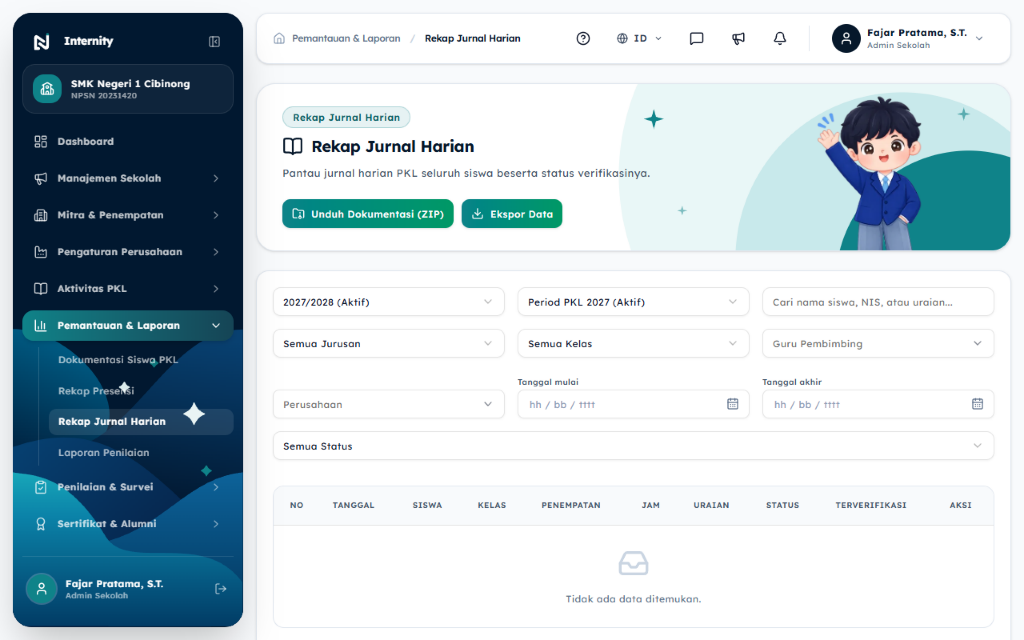 Internity
SMK Negeri 1 Cibinong
NPSN 20231420
Dashboard
Manajemen Sekolah
Mitra & Penempatan
Pengaturan Perusahaan
Aktivitas PKL
Pemantauan & Laporan
Dokumentasi Siswa PKL
Rekap Presensi
Rekap Jurnal Harian
Laporan Penilaian
Penilaian & Survei
Sertifikat & Alumni
Fajar Pratama, S.T.
Admin Sekolah
Pemantauan & Laporan / Rekap Jurnal Harian
ID
Fajar Pratama, S.T.
Admin Sekolah
Rekap Jurnal Harian
Rekap Jurnal Harian
Pantau jurnal harian PKL seluruh siswa beserta status verifikasinya.
Unduh Dokumentasi (ZIP)
Ekspor Data
2027/2028 (Aktif)
Period PKL 2027 (Aktif)
Cari nama siswa, NIS, atau uraian...
Semua Jurusan
Semua Kelas
Guru Pembimbing
Perusahaan
Tanggal mulai
hh / bb / tttt
Tanggal akhir
hh / bb / tttt
Semua Status
NO TANGGAL SISWA KELAS PENEMPATAN JAM URAIAN STATUS TERVERIFIKASI AKSI
Tidak ada data ditemukan.